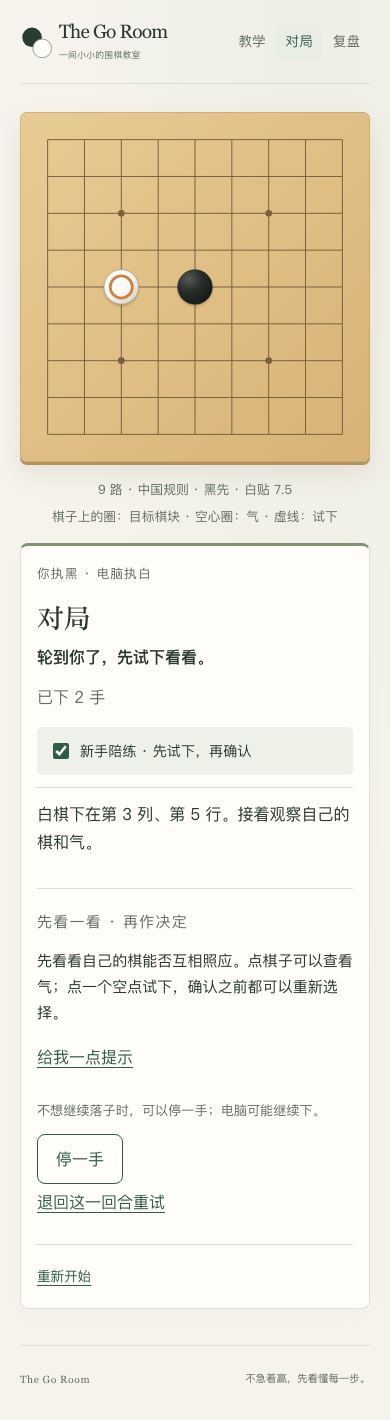 The Go Room
一间小小的围棋教室
教学 对局 复盘
9 路 · 中国规则 · 黑先 · 白贴 7.5
棋子上的圈：目标棋块 · 空心圈：气 · 虚线：试下
你执黑 · 电脑执白
对局
轮到你了，先试下看看。
已下 2 手
新手陪练 · 先试下，再确认
白棋下在第 3 列、第 5 行。接着观察自己的
棋和气。
先看一看 · 再作决定
先看看自己的棋能否互相照应。点棋子可以查看
气；点一个空点试下，确认之前都可以重新选
择。
给我一点提示
不想继续落子时，可以停一手；电脑可能继续下。
停一手
退回这一回合重试
重新开始
The Go Room
不急着赢，先看懂每一步。